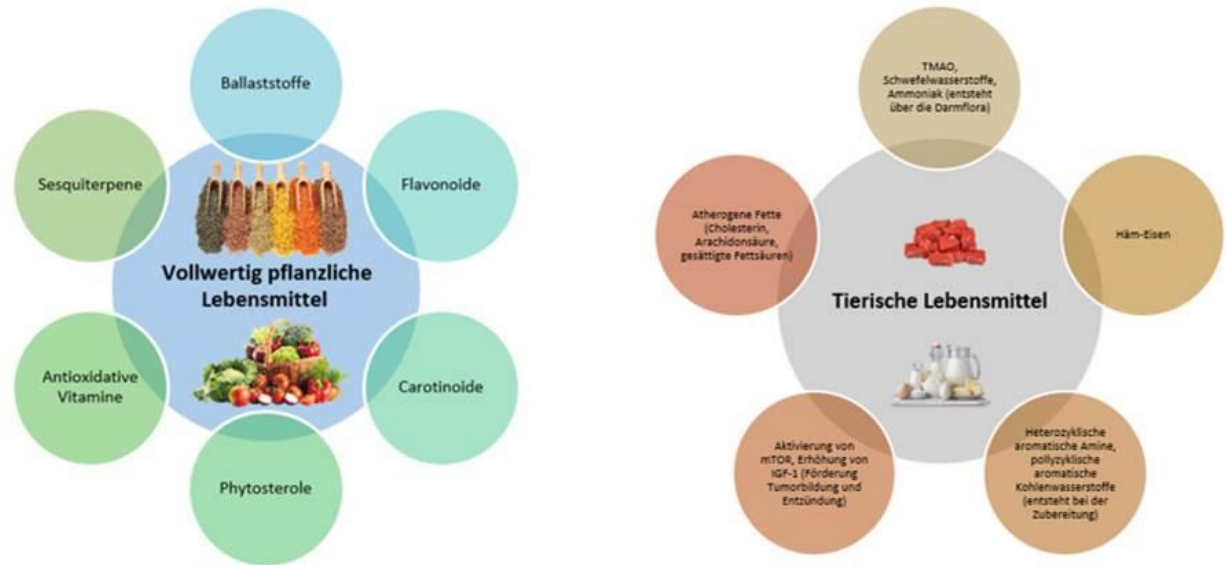 Ballaststoffe
Sesquiterpene
Flavonoide
Vollwertig pflanzliche
Lebensmittel
Antioxidative
Vitamine
Carotinoide
Phytosterole
TMAO,
Schwefelwasserstoffe,
Ammoniak (entsteht
über die Darmflora)
Atherogene Fette
(Cholesterin,
Arachidonsäure,
gesättigte Fettsäuren)
Häm-Eisen
Tierische Lebensmittel
Aktivierung von
mTOR, Erhöhung von
IGF-1 (Förderung
Tumorbildung und
Entzündung)
Heterozyklische
aromatische Amine,
pollyzyklische
aromatische
Kohlenwasserstoffe
(entsteht bei der
Zubereitung)